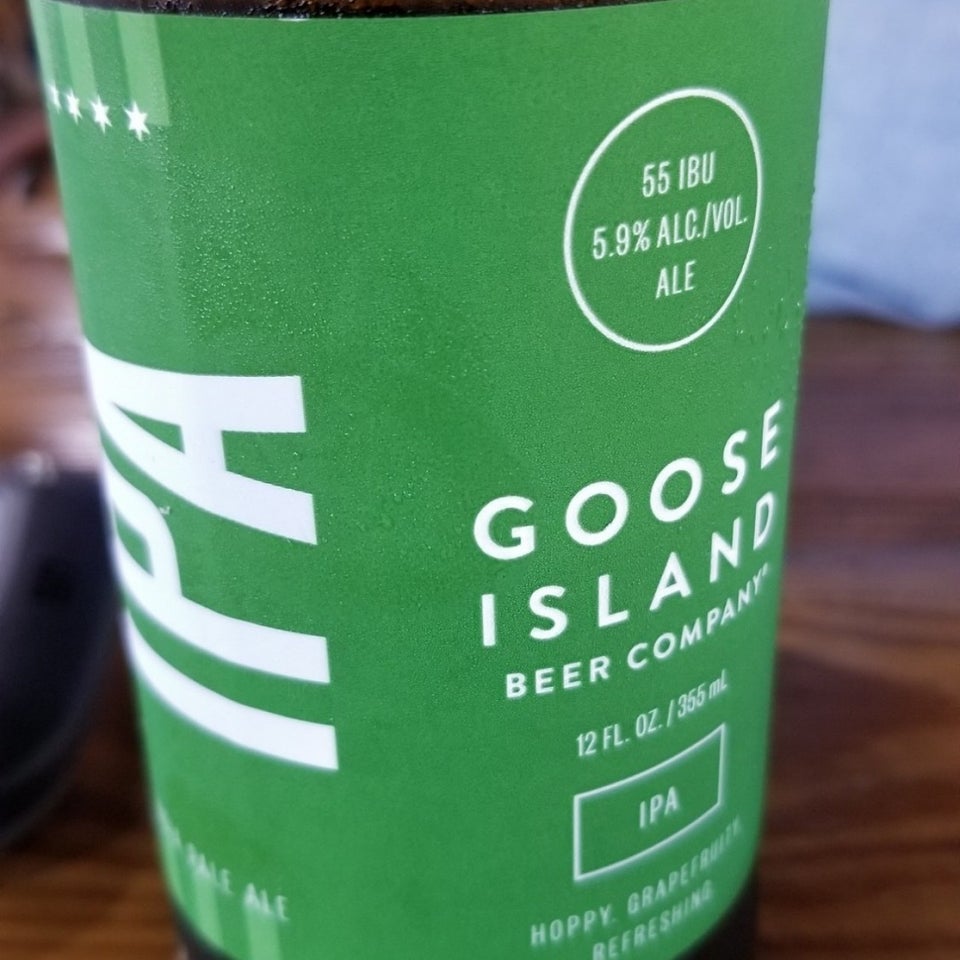 IPA
PALE ALE
55 IBU
5.9% ALC./VOL.
ALE
GOOSE
ISLAND
BEER COMPANY®
12 FL. OZ. / 355 mL
IPA
HOPPY. GRAPEFRUITY.
REFRESHING.